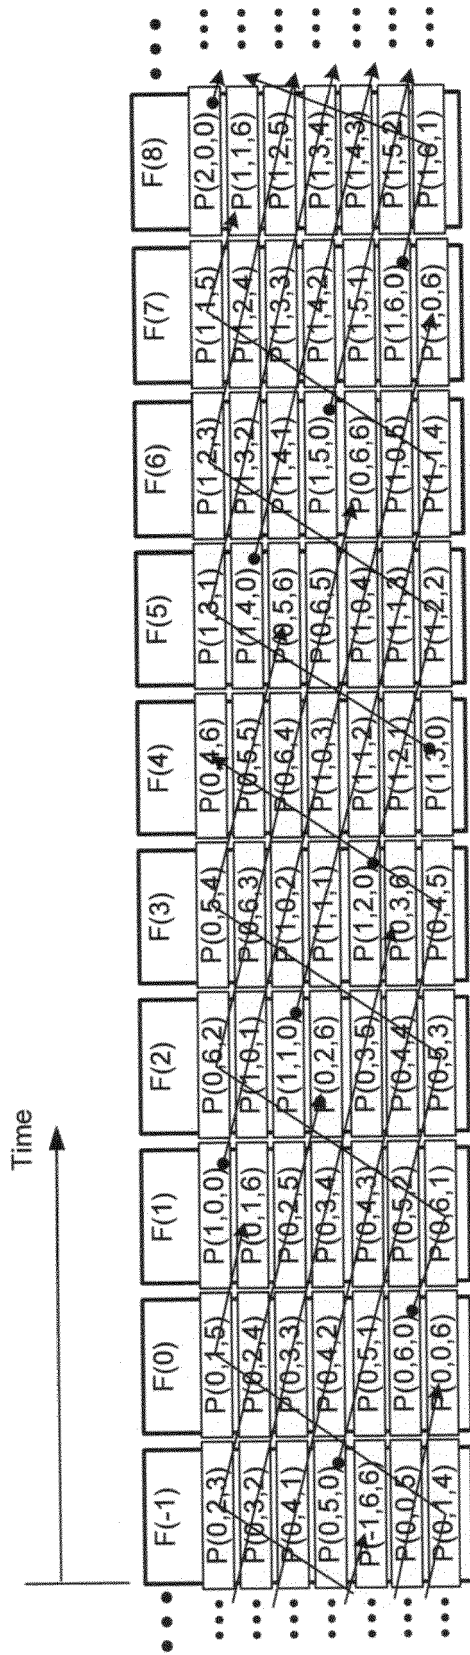 Time
F(-1) F(0) F(1) F(2) F(3) F(4) F(5) F(6) F(7) F(8)
P(0,2,3) P(0,1,5) P(1,0,0) P(0,6,2) P(0,5,4) P(0,4,6) P(1,3,1) P(1,2,3) P(1,1,5) P(2,0,0)
P(0,3,2) P(0,2,4) P(0,1,6) P(1,0,1) P(0,6,3) P(0,5,5) P(1,4,0) P(1,3,2) P(1,2,4) P(1,1,6)
P(0,4,1) P(0,3,3) P(0,2,5) P(1,1,0) P(1,0,2) P(0,6,4) P(0,5,6) P(1,4,1) P(1,3,3) P(1,2,5)
P(0,5,0) P(0,4,2) P(0,3,4) P(0,2,6) P(1,1,1) P(1,0,3) P(0,6,5) P(1,5,0) P(1,4,2) P(1,3,4)
P(-1,6,6) P(0,5,1) P(0,4,3) P(0,3,5) P(1,2,0) P(1,1,2) P(1,0,4) P(0,6,6) P(1,5,1) P(1,4,3)
P(0,0,5) P(0,6,0) P(0,5,2) P(0,4,4) P(0,3,6) P(1,2,1) P(1,1,3) P(1,0,5) P(1,6,0) P(1,5,2)
P(0,1,4) P(0,0,6) P(0,6,1) P(0,5,3) P(0,4,5) P(1,3,0) P(1,2,2) P(1,1,4) P(1,0,6) P(1,6,1)